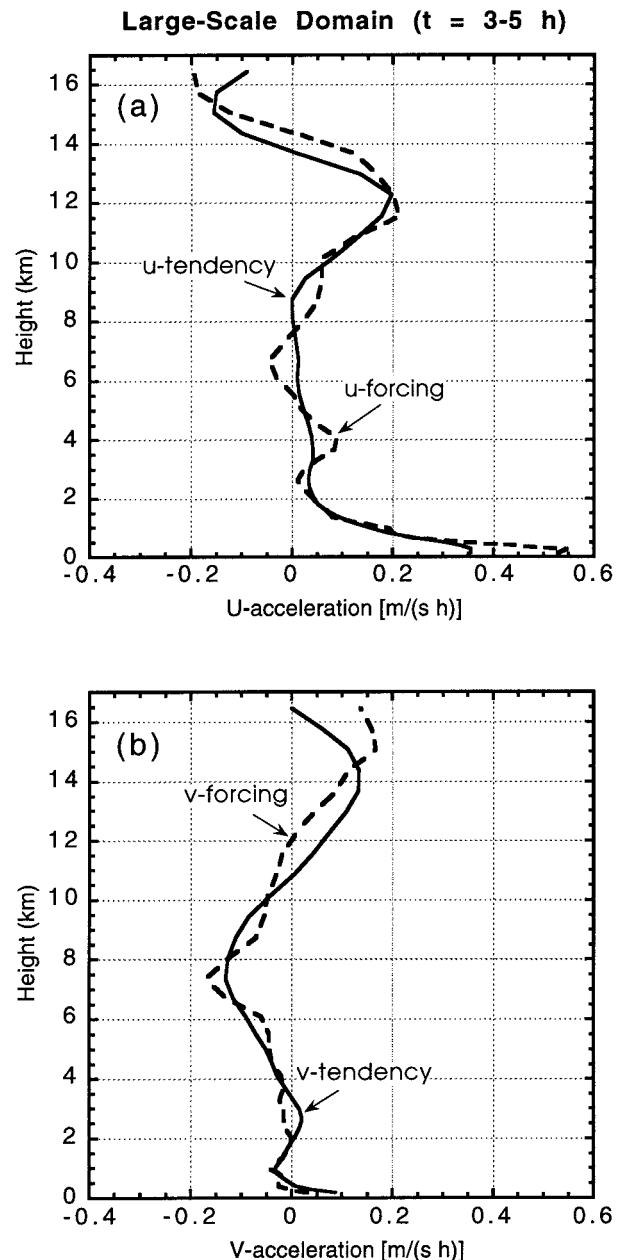 Large-Scale Domain (t = 3-5 h)
(a)
16
14
12
10
8
6
4
2
0
Height (km)
u-tendency
u-forcing
-0.4
-0.2
0
0.2
0.4
0.6
U-acceleration [m/(s h)]
(b)
16
14
12
10
8
6
4
2
0
Height (km)
v-forcing
v-tendency
-0.4
-0.2
0
0.2
0.4
0.6
V-acceleration [m/(s h)]